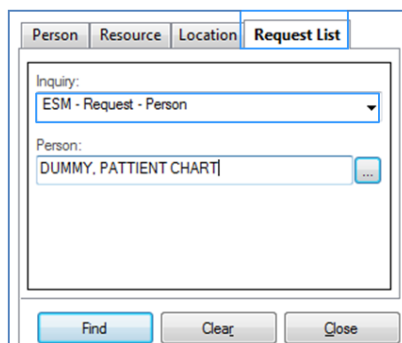 Person Resource Location Request List
Inquiry:
ESM - Request - Person
Person:
DUMMY, PATTIENT CHART
...
Find Clear Close